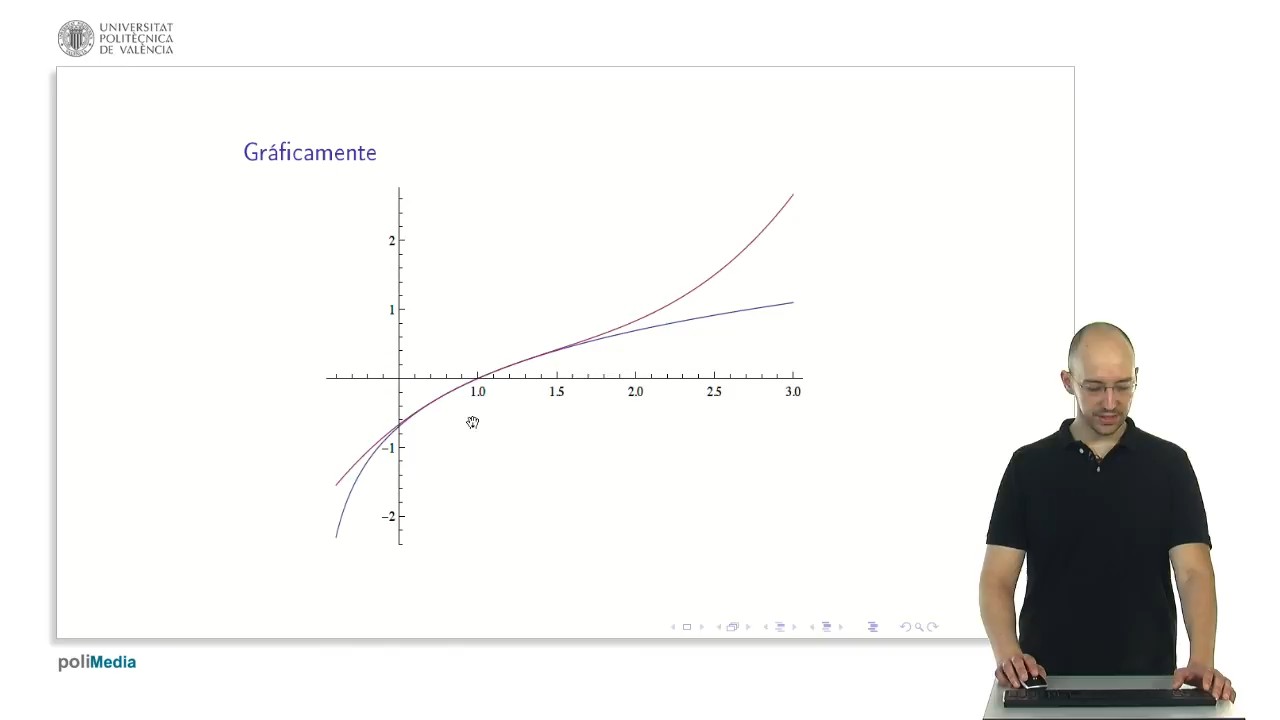 UNIVERSITAT
POLITÈCNICA
DE VALÈNCIA
Gráficamente
2
1
1.0 1.5 2.0 2.5 3.0
−1
−2
poliMedia